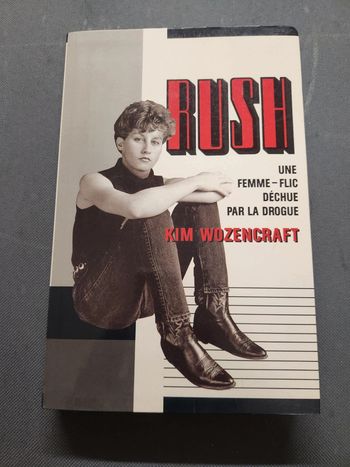 RUSH
UNE
FEMME-FLIC
DÉCHUE
PAR LA DROGUE
KIM WOZENCRAFT